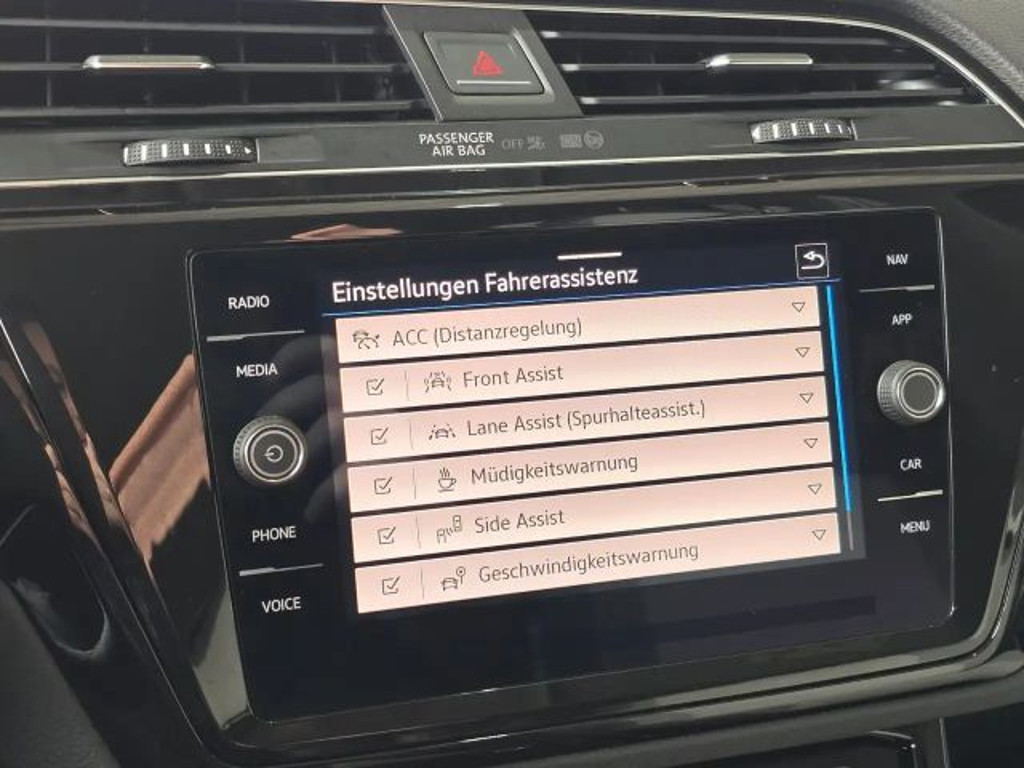 PASSENGER
AIR BAG
OFF
RADIO
MEDIA
PHONE
VOICE
Einstellungen Fahrerassistenz
ACC (Distanzregelung)
Front Assist
Lane Assist (Spurhalteassist.)
Müdigkeitswarnung
Side Assist
Geschwindigkeitswarnung
NAV
APP
CAR
MENU